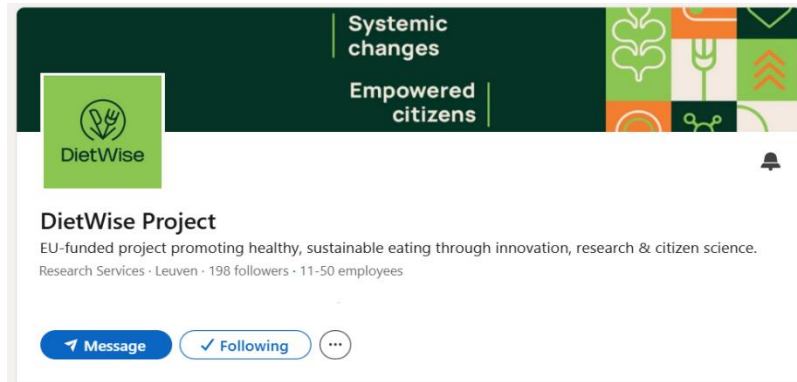 Systemic
changes
Empowered
citizens
DietWise
DietWise Project
EU-funded project promoting healthy, sustainable eating through innovation, research & citizen science.
Research Services · Leuven · 198 followers · 11-50 employees
Message
Following